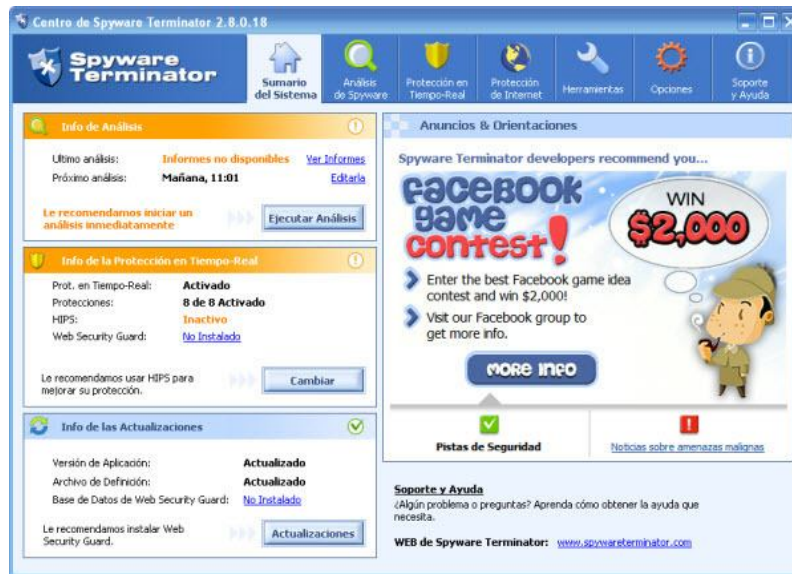 Centro de Spyware Terminator 2.8.0.18
Spyware
Terminator
Sumario
del Sistema
Análisis
de Spyware
Protección en
Tiempo-Real
Protección
de Internet
Herramientas
Opciones
Soporte
y Ayuda
Info de Análisis
Ultimo análisis: Informes no disponibles Ver Informes
Próximo análisis: Mañana, 11:01 Editarla
Le recomendamos iniciar un
análisis inmediatamente
Ejecutar Análisis
Info de la Protección en Tiempo-Real
Prot. en Tiempo-Real: Activado
Protecciones: 8 de 8 Activado
HIPS: Inactivo
Web Security Guard: No Instalado
Le recomendamos usar HIPS para
mejorar su protección.
Cambiar
Info de las Actualizaciones
Versión de Aplicación: Actualizado
Archivo de Definición: Actualizado
Base de Datos de Web Security Guard: No Instalado
Le recomendamos instalar Web
Security Guard.
Actualizaciones
Anuncios & Orientaciones
Spyware Terminator developers recommend you...
FACEBOOK
GAME
CONTEST!
WIN
$2,000
Enter the best Facebook game idea
contest and win $2,000!
Visit our Facebook group to
get more info.
MORE INFO
Pistas de Seguridad
Noticias sobre amenazas malignas
Soporte y Ayuda
¿Algún problema o preguntas? Aprenda cómo obtener la ayuda que
necesita.
WEB de Spyware Terminator: www.spywareterminator.com